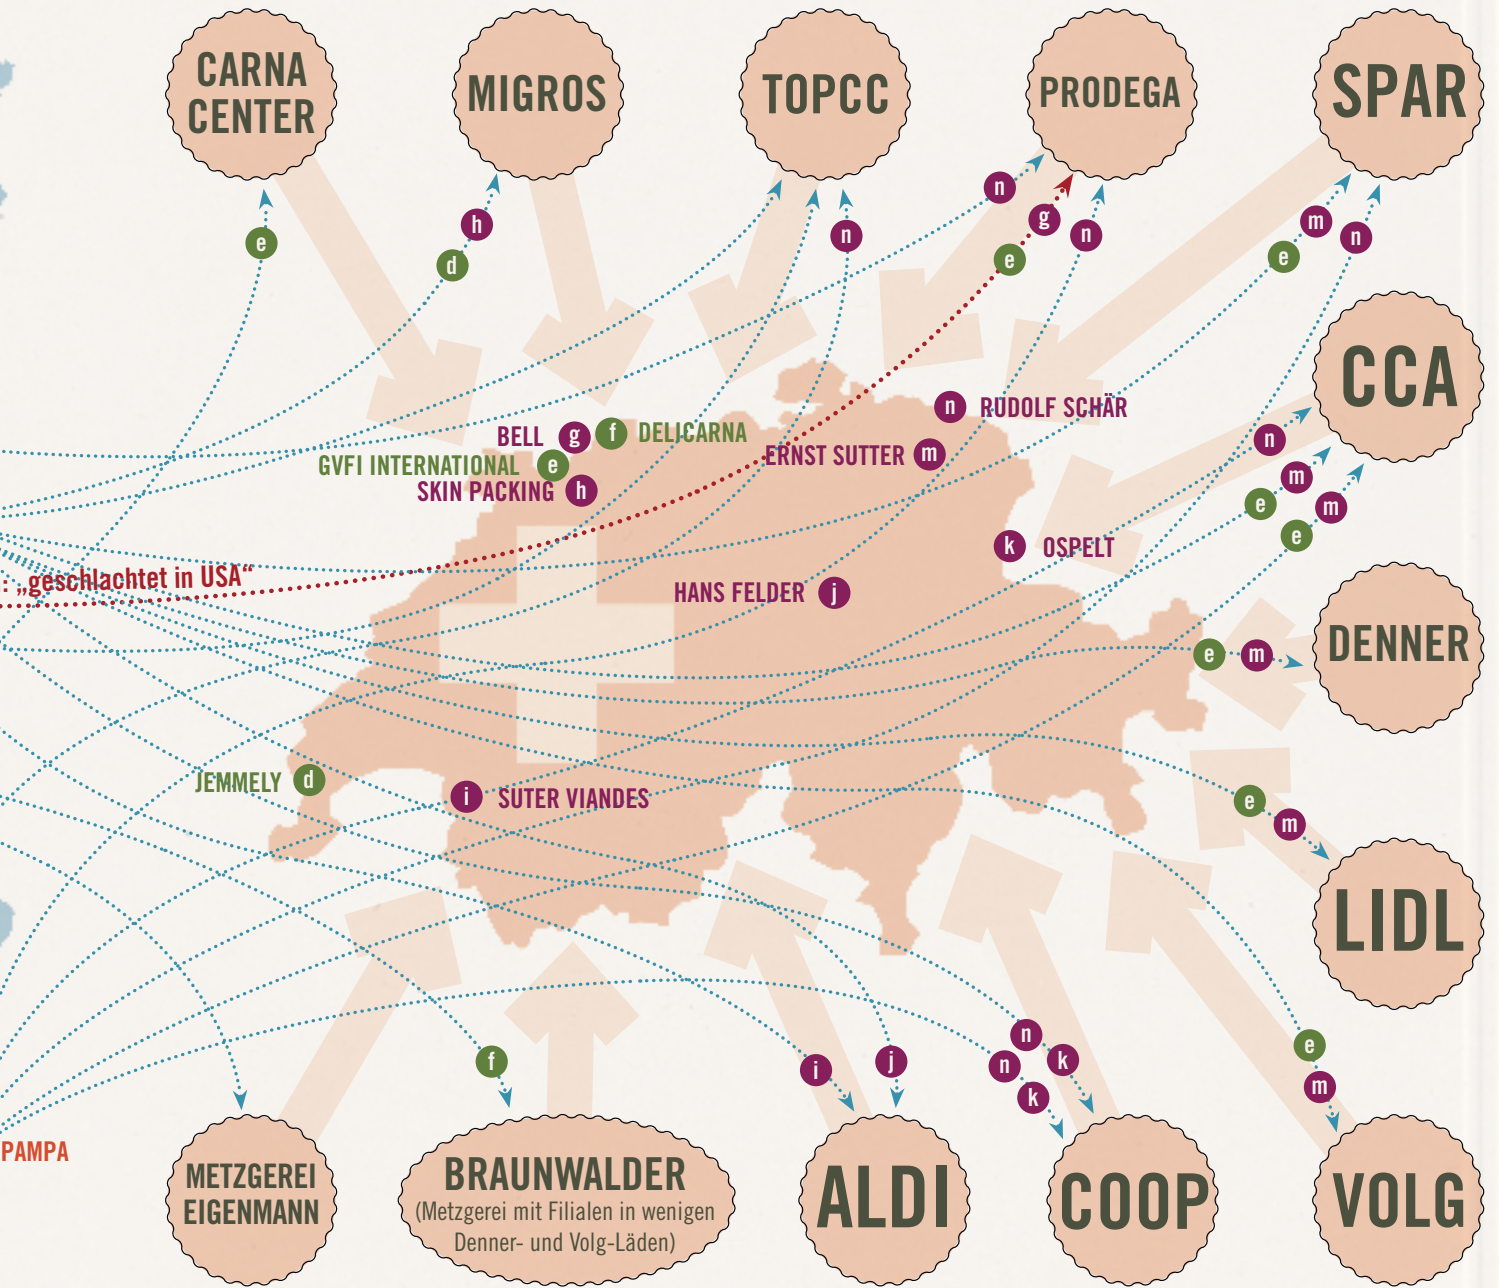 CARNA
CENTER
MIGROS
TOPCC
PRODEGA
SPAR
n
e
h
d
n
g
e
n
m
n
e
CCA
n
m
e
m
e
n RUDOLF SCHÄR
BELL g
f DELICARNA
ERNST SUTTER m
GVFI INTERNATIONAL e
SKIN PACKING h
k OSPELT
: „geschlachtet in USA“
HANS FELDER j
DENNER
e m
JEMMELY d
i SUTER VIANDES
e
m
LIDL
f
i
j
n
n
k
k
e
m
PAMPA
METZGEREI
EIGENMANN
BRAUNWALDER
(Metzgerei mit Filialen in wenigen
Denner- und Volg-Läden)
ALDI
COOP
VOLG